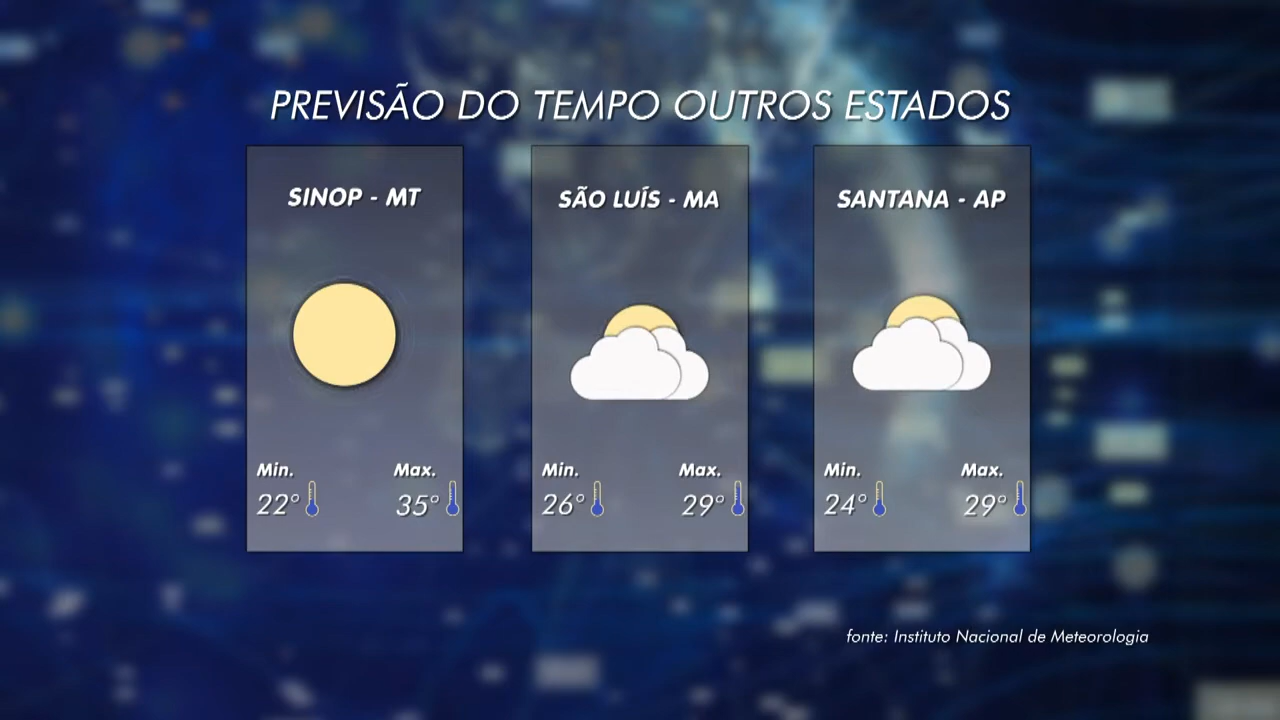 PREVISÃO DO TEMPO OUTROS ESTADOS
SINOP - MT
Min. Max.
22° 35°
SÃO LUÍS - MA
Min. Max.
26° 29°
SANTANA - AP
Min. Max.
24° 29°
fonte: Instituto Nacional de Meteorologia